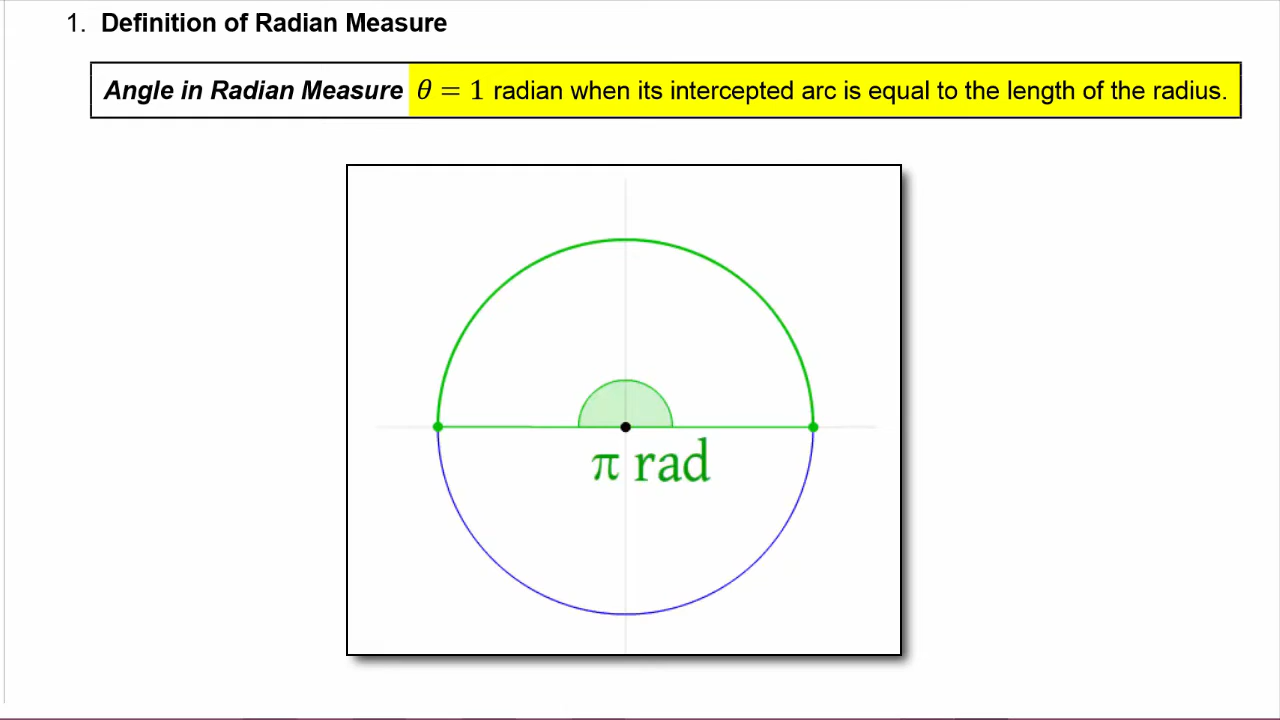 1. Definition of Radian Measure
Angle in Radian Measure θ = 1 radian when its intercepted arc is equal to the length of the radius.
π rad